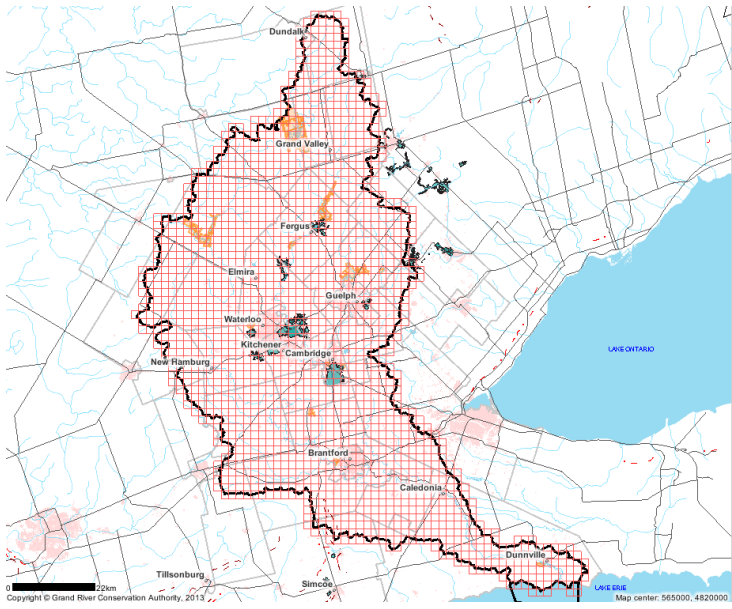 Dundalk
Grand Valley
Fergus
Elmira
Guelph
Waterloo
Kitchener
Cambridge
New Hamburg
LAKE ONTARIO
Brantford
Caledonia
Dunnville
Tillsonburg
Simcoe
LAKE ERIE
0 22km
Copyright © Grand River Conservation Authority, 2013
Map center: 565000, 4820000